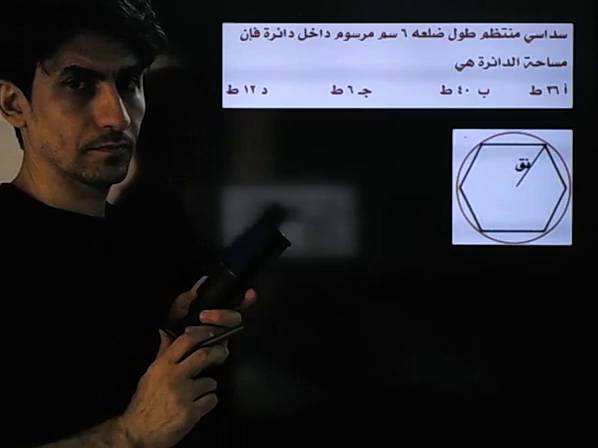 سداسي منتظم طول ضلعه ٦ سم مرسوم داخل دائرة فإن
مساحة الدائرة هي
أ ٣٦ ط ب ٤٠ ط جـ ٦ ط د ١٢ ط
نق